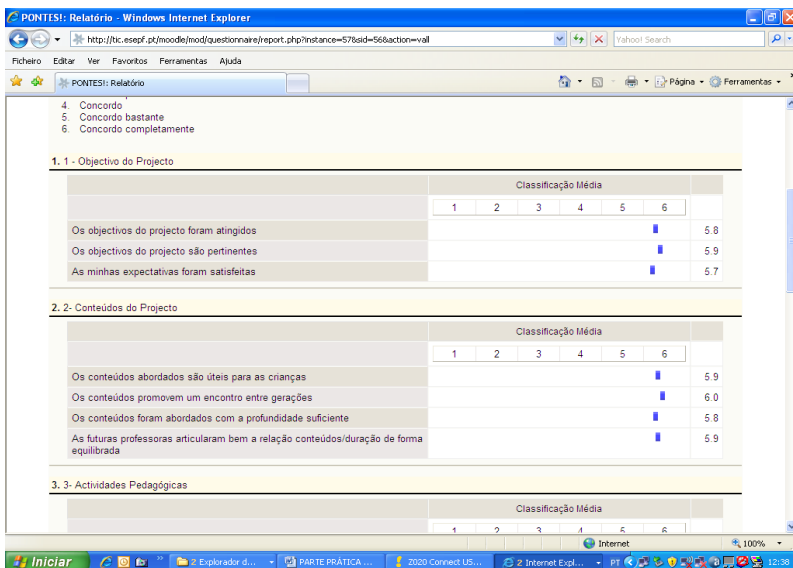 PONTES!: Relatório - Windows Internet Explorer
http://tic.esepf.pt/moodle/mod/questionnaire/report.php?instance=57&sid=56&action=vall
Yahoo! Search
Ficheiro Editar Ver Favoritos Ferramentas Ajuda
PONTES!: Relatório
Página Ferramentas
4. Concordo
5. Concordo bastante
6. Concordo completamente
1. 1 - Objectivo do Projecto
Classificação Média
1 2 3 4 5 6
Os objectivos do projecto foram atingidos 5.8
Os objectivos do projecto são pertinentes 5.9
As minhas expectativas foram satisfeitas 5.7
2. 2- Conteúdos do Projecto
Classificação Média
1 2 3 4 5 6
Os conteúdos abordados são úteis para as crianças 5.9
Os conteúdos promovem um encontro entre gerações 6.0
Os conteúdos foram abordados com a profundidade suficiente 5.8
As futuras professoras articularam bem a relação conteúdos/duração de forma
equilibrada 5.9
3. 3- Actividades Pedagógicas
Classificação Média
1 2 3 4 5 6
Internet 100%
Iniciar 2 Explorador d... PARTE PRÁTICA ... Z020 Connect US... 2 Internet Expl... PT 12:38